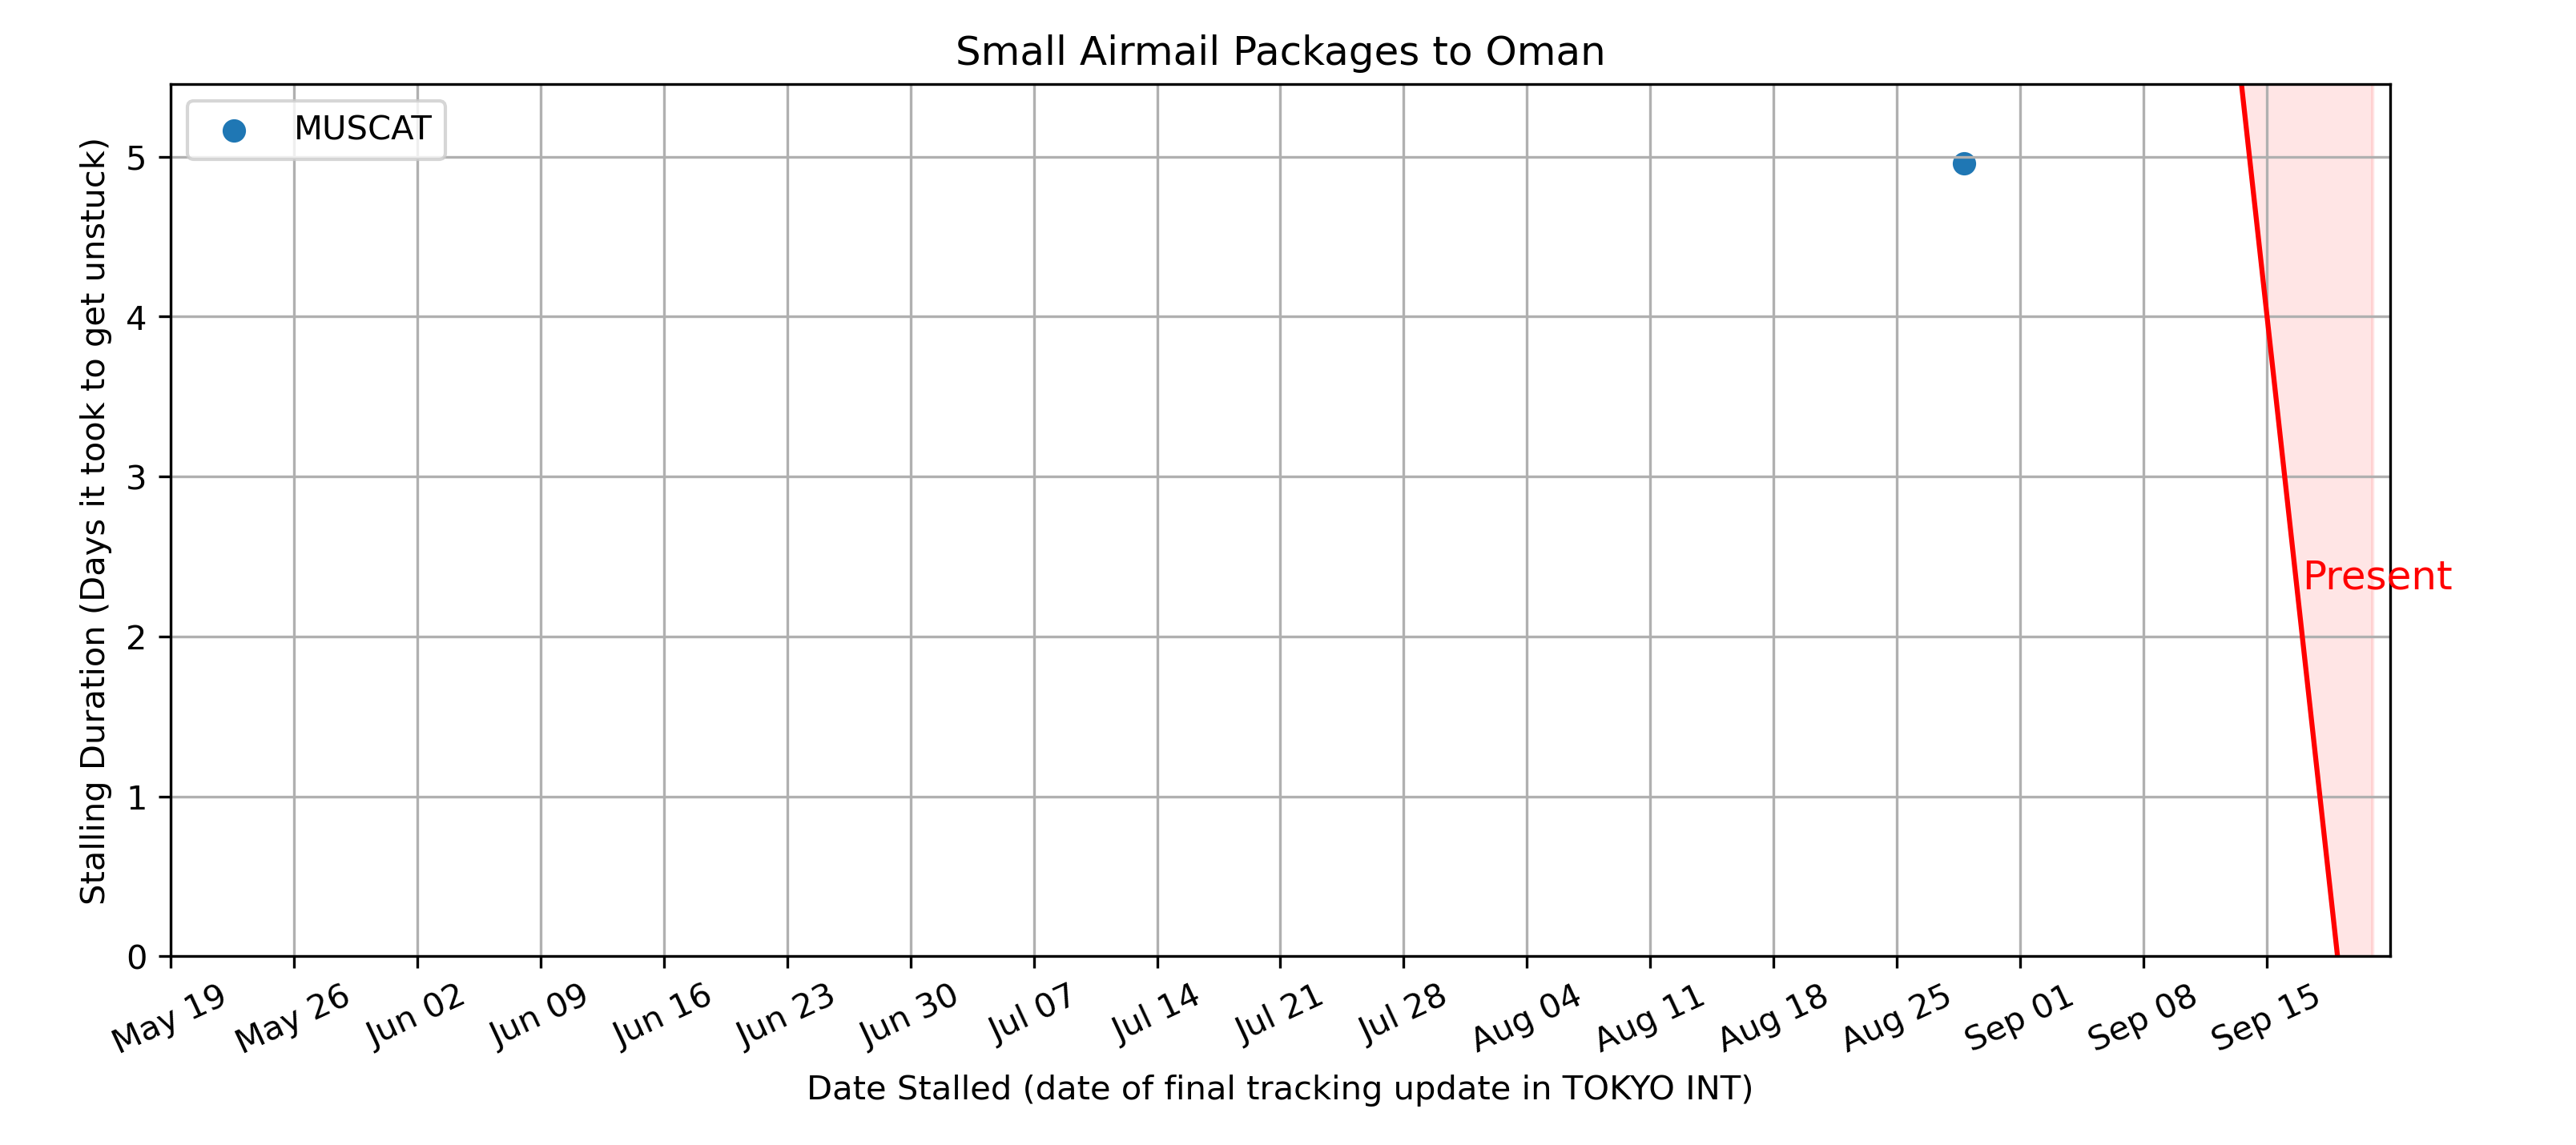 Small Airmail Packages to Oman
MUSCAT
Stalling Duration (Days it took to get unstuck)
5
4
3
2
1
0
Present
May 19
May 26
Jun 02
Jun 09
Jun 16
Jun 23
Jun 30
Jul 07
Jul 14
Jul 21
Jul 28
Aug 04
Aug 11
Aug 18
Aug 25
Sep 01
Sep 08
Sep 15
Date Stalled (date of final tracking update in TOKYO INT)